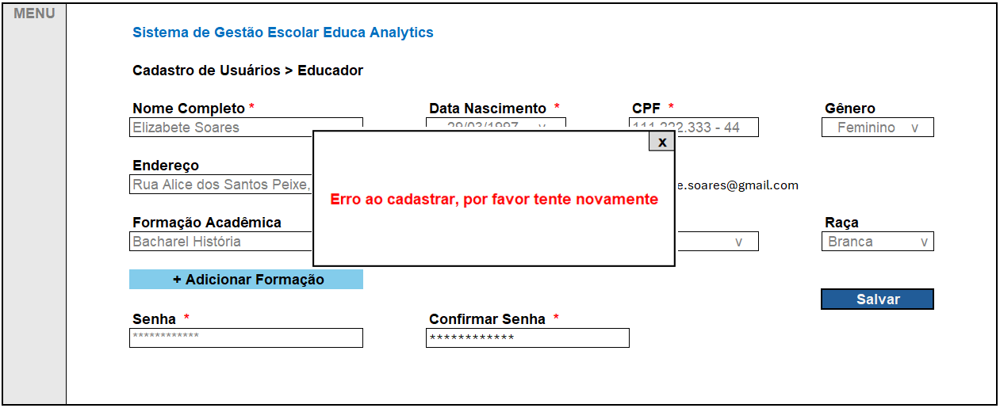 MENU
Sistema de Gestão Escolar Educa Analytics
Cadastro de Usuários > Educador
Nome Completo * Data Nascimento * CPF * Gênero
Elizabete Soares 29/03/1997 v 111.222.333 - 44 Feminino v
x
Endereço
Rua Alice dos Santos Peixe, e.soares@gmail.com
Erro ao cadastrar, por favor tente novamente
Formação Acadêmica Raça
Bacharel História v Branca v
+ Adicionar Formação
Salvar
Senha * Confirmar Senha *
************ ************